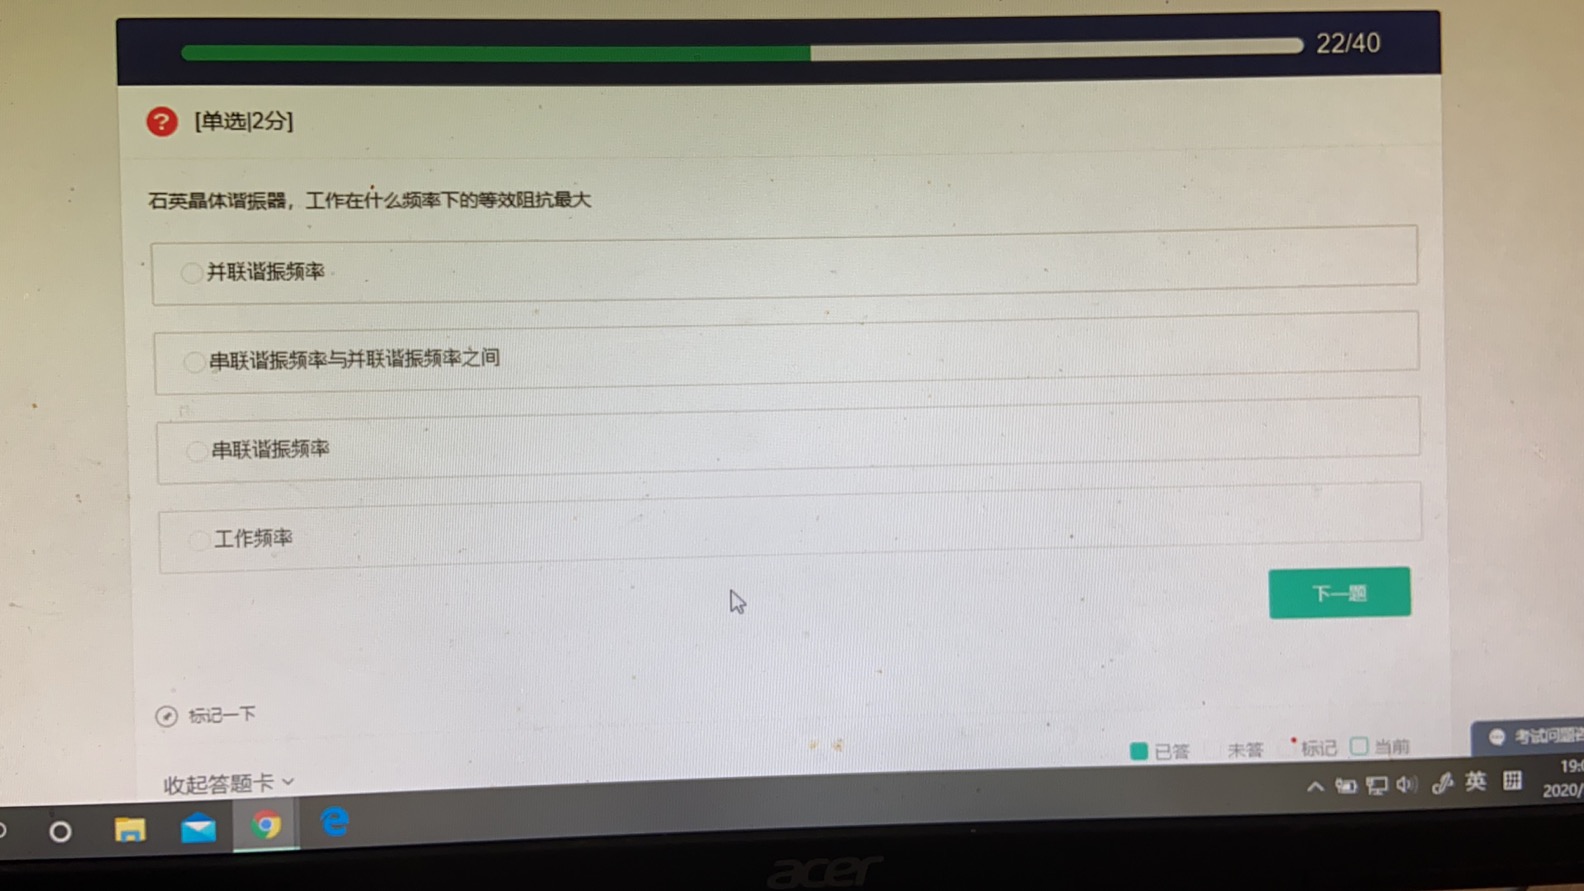 22/40
[单选|2分]
石英晶体谐振器，工作在什么频率下的等效阻抗最大
并联谐振频率
串联谐振频率与并联谐振频率之间
串联谐振频率
工作频率
下一题
标记一下
已答 未答 标记 当前
收起答题卡
考试问题
英
19:0
2020/
acer